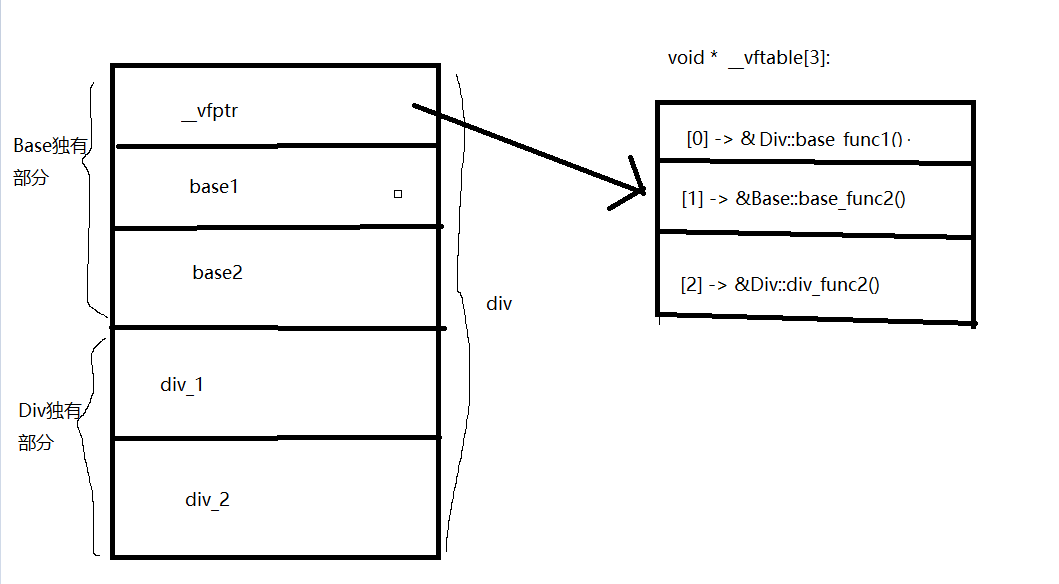 void * __vftable[3]:
__vfptr
[0] -> & Div::base_func1() ·
Base独有
部分
base1
[1] -> &Base::base_func2()
base2
[2] -> &Div::div_func2()
div
div_1
Div独有
部分
div_2